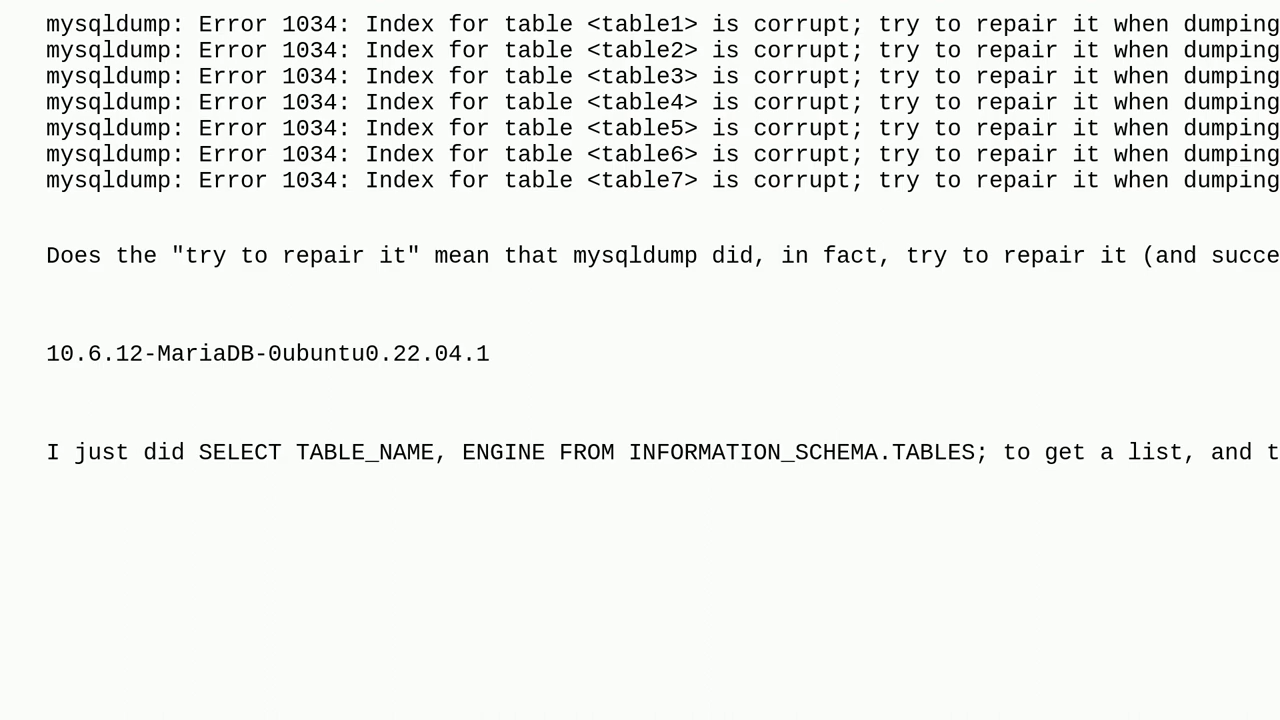 mysqldump: Error 1034: Index for table <table1> is corrupt; try to repair it when dumping
mysqldump: Error 1034: Index for table <table2> is corrupt; try to repair it when dumping
mysqldump: Error 1034: Index for table <table3> is corrupt; try to repair it when dumping
mysqldump: Error 1034: Index for table <table4> is corrupt; try to repair it when dumping
mysqldump: Error 1034: Index for table <table5> is corrupt; try to repair it when dumping
mysqldump: Error 1034: Index for table <table6> is corrupt; try to repair it when dumping
mysqldump: Error 1034: Index for table <table7> is corrupt; try to repair it when dumping
Does the "try to repair it" mean that mysqldump did, in fact, try to repair it (and succe
10.6.12-MariaDB-0ubuntu0.22.04.1
I just did SELECT TABLE_NAME, ENGINE FROM INFORMATION_SCHEMA.TABLES; to get a list, and t